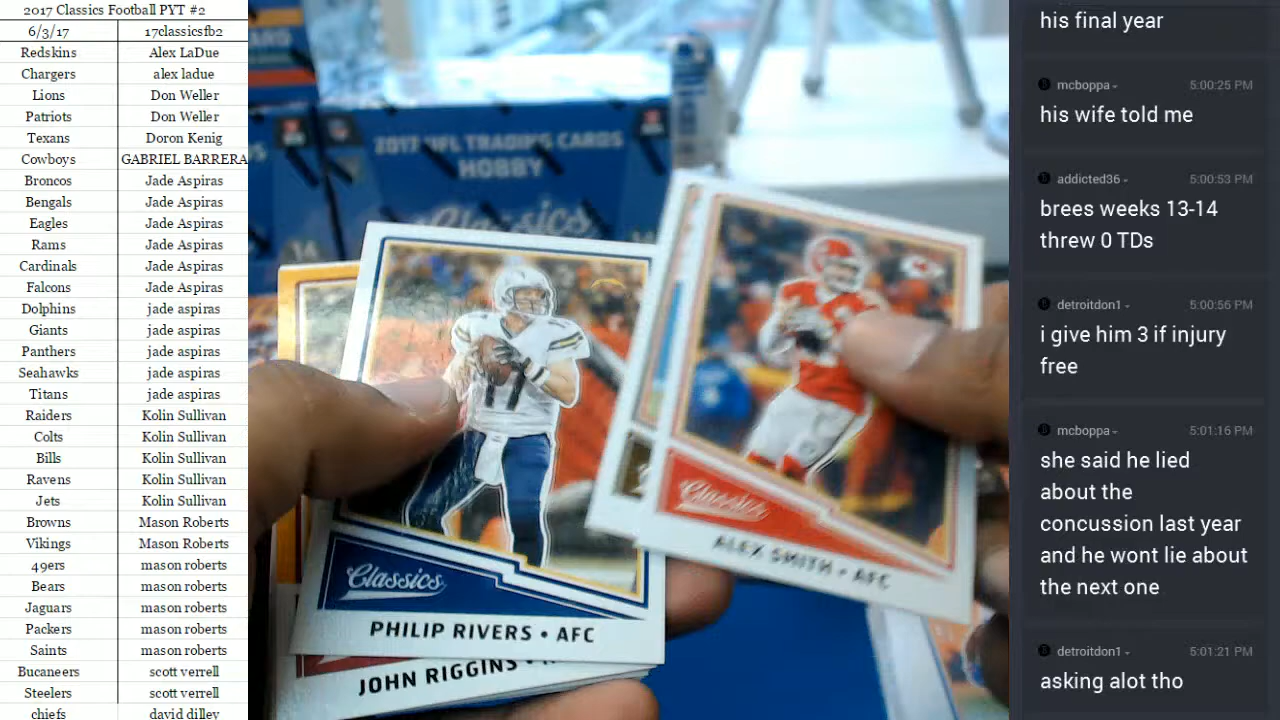 2017 Classics Football PYT #2
6/3/17 17classicsfb2
Redskins Alex LaDue
Chargers alex ladue
Lions Don Weller
Patriots Don Weller
Texans Doron Kenig
Cowboys GABRIEL BARRERA
Broncos Jade Aspiras
Bengals Jade Aspiras
Eagles Jade Aspiras
Rams Jade Aspiras
Cardinals Jade Aspiras
Falcons Jade Aspiras
Dolphins jade aspiras
Giants jade aspiras
Panthers jade aspiras
Seahawks jade aspiras
Titans jade aspiras
Raiders Kolin Sullivan
Colts Kolin Sullivan
Bills Kolin Sullivan
Ravens Kolin Sullivan
Jets Kolin Sullivan
Browns Mason Roberts
Vikings Mason Roberts
49ers mason roberts
Bears mason roberts
Jaguars mason roberts
Packers mason roberts
Saints mason roberts
Bucaneers scott verrell
Steelers scott verrell
chiefs david dilley
2017 NFL TRADING CARDS
HOBBY
Classics
Classics
PHILIP RIVERS • AFC
JOHN RIGGINS •
Classics
ALEX SMITH • AFC
his final year
mcboppa 5:00:25 PM
his wife told me
addicted36 5:00:53 PM
brees weeks 13-14
threw 0 TDs
detroitdon1 5:00:56 PM
i give him 3 if injury
free
mcboppa 5:01:16 PM
she said he lied
about the
concussion last year
and he wont lie about
the next one
detroitdon1 5:01:21 PM
asking alot tho